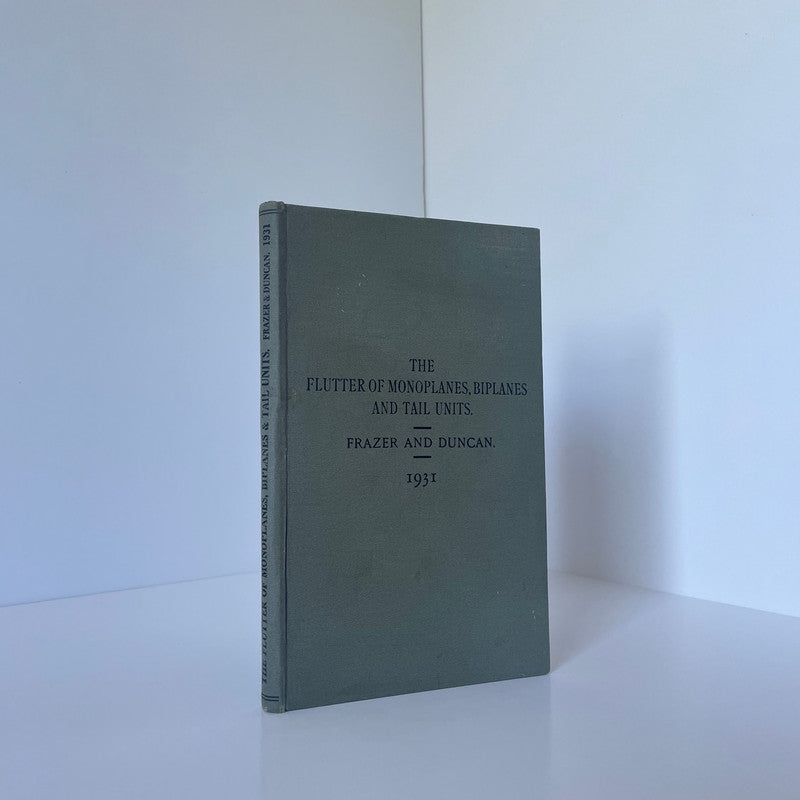 THE
FLUTTER OF MONOPLANES, BIPLANES
AND TAIL UNITS.
FRAZER AND DUNCAN.
1931
THE FLUTTER OF MONOPLANES, BIPLANES & TAIL UNITS. FRAZER & DUNCAN. 1931